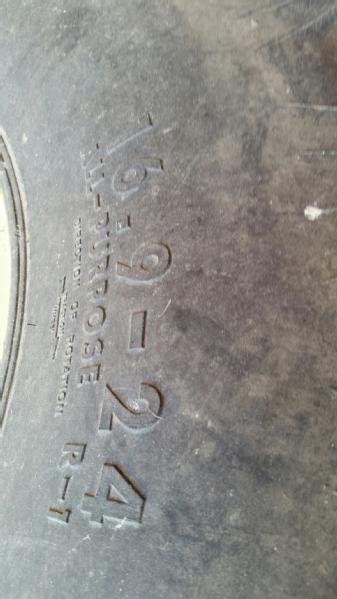 16.9-24
ALL-PURPOSE R-1
DIRECTION OF ROTATION